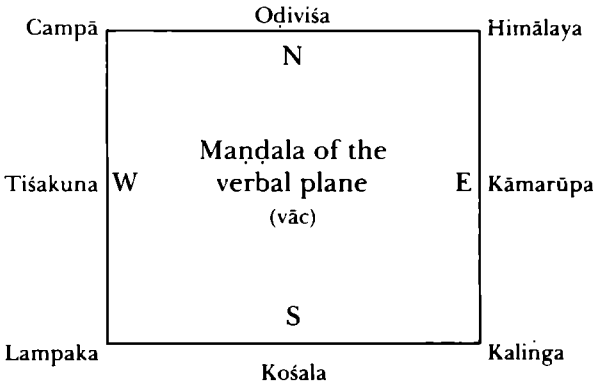 Oḍiviśa
Campā
Himālaya
N
Maṇḍala of the
verbal plane
(vāc)
Tiśakuna
W
E
Kāmarūpa
S
Lampaka
Kaliṅga
Kośala